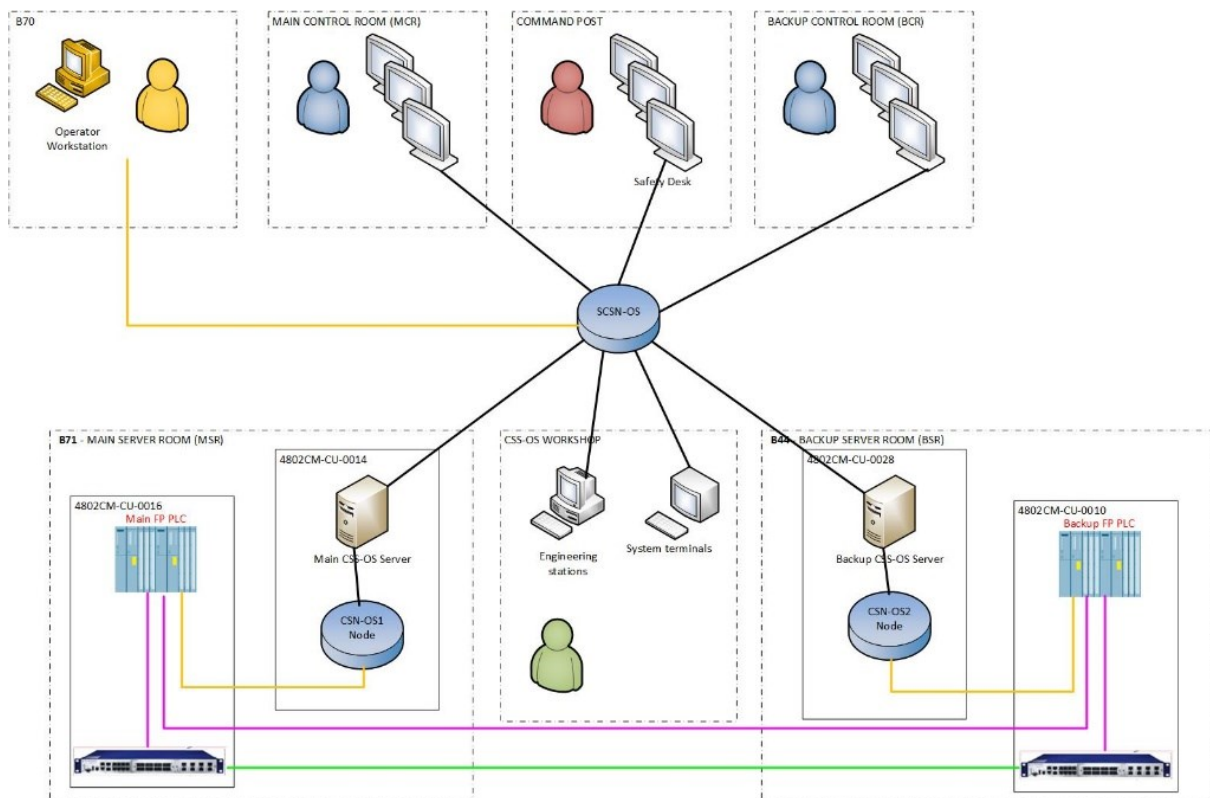 B70
MAIN CONTROL ROOM (MCR)
COMMAND POST
BACKUP CONTROL ROOM (BCR)
Operator
Workstation
Safety Desk
SCSN-OS
B71 - MAIN SERVER ROOM (MSR)
CSS-OS WORKSHOP
B44 - BACKUP SERVER ROOM (BSR)
4802CM-CU-0014
4802CM-CU-0028
4802CM-CU-0016
Main FP PLC
4802CM-CU-0010
Backup FP PLC
Main CSS-OS Server
Engineering
stations
System terminals
Backup CSS-OS Server
CSN-OS1
Node
CSN-OS2
Node